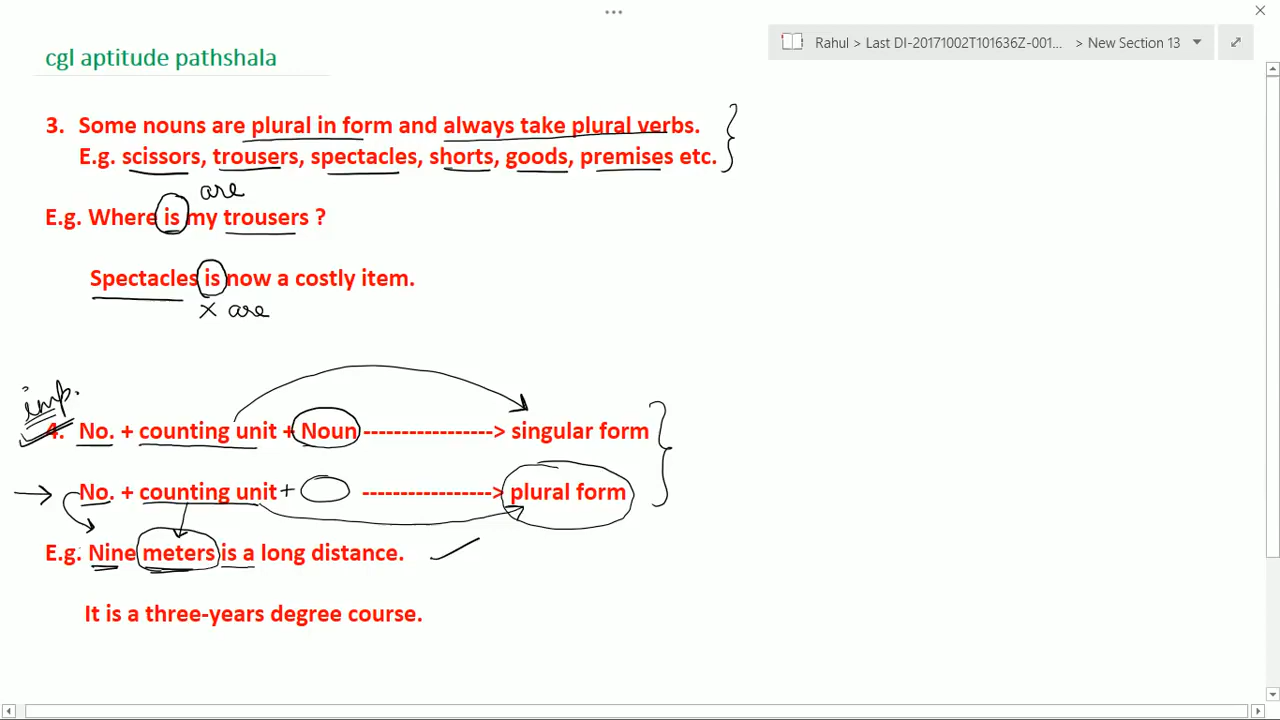 Rahul > Last DI-20171002T101636Z-001... > New Section 13
cgl aptitude pathshala
3. Some nouns are plural in form and always take plural verbs.
E.g. scissors, trousers, spectacles, shorts, goods, premises etc.
are
E.g. Where is my trousers ?
Spectacles is now a costly item.
x are
imp.
4. No. + counting unit + Noun -----------------> singular form
No. + counting unit + -----------------> plural form
E.g. Nine meters is a long distance.
It is a three-years degree course.